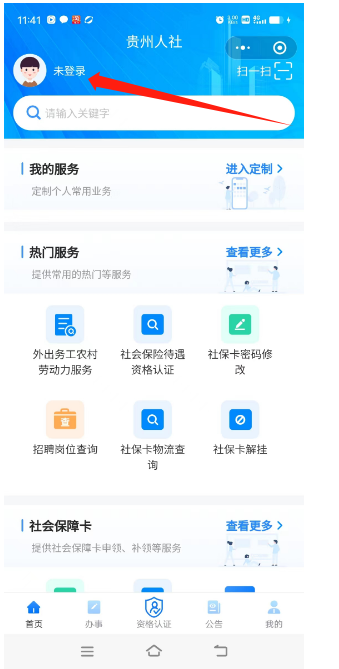 11:41
贵州人社
未登录
扫一扫
请输入关键字
我的服务
进入定制
定制个人常用业务
热门服务
查看更多
提供常用的热门等服务
外出务工农村
劳动力服务
社会保险待遇
资格认证
社保卡密码修
改
查
招聘岗位查询
社保卡物流查
询
社保卡解挂
社会保障卡
查看更多
提供社会保障卡申领、补领等服务
首页
办事
资格认证
公告
我的